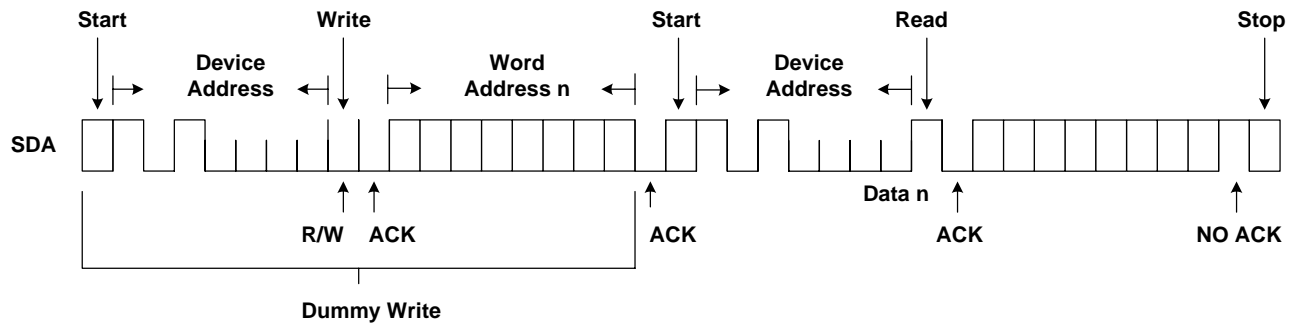 Start
Write
Start
Read
Stop
Device
Address
Word
Address n
Device
Address
SDA
Data n
R/W
ACK
ACK
ACK
NO ACK
Dummy Write